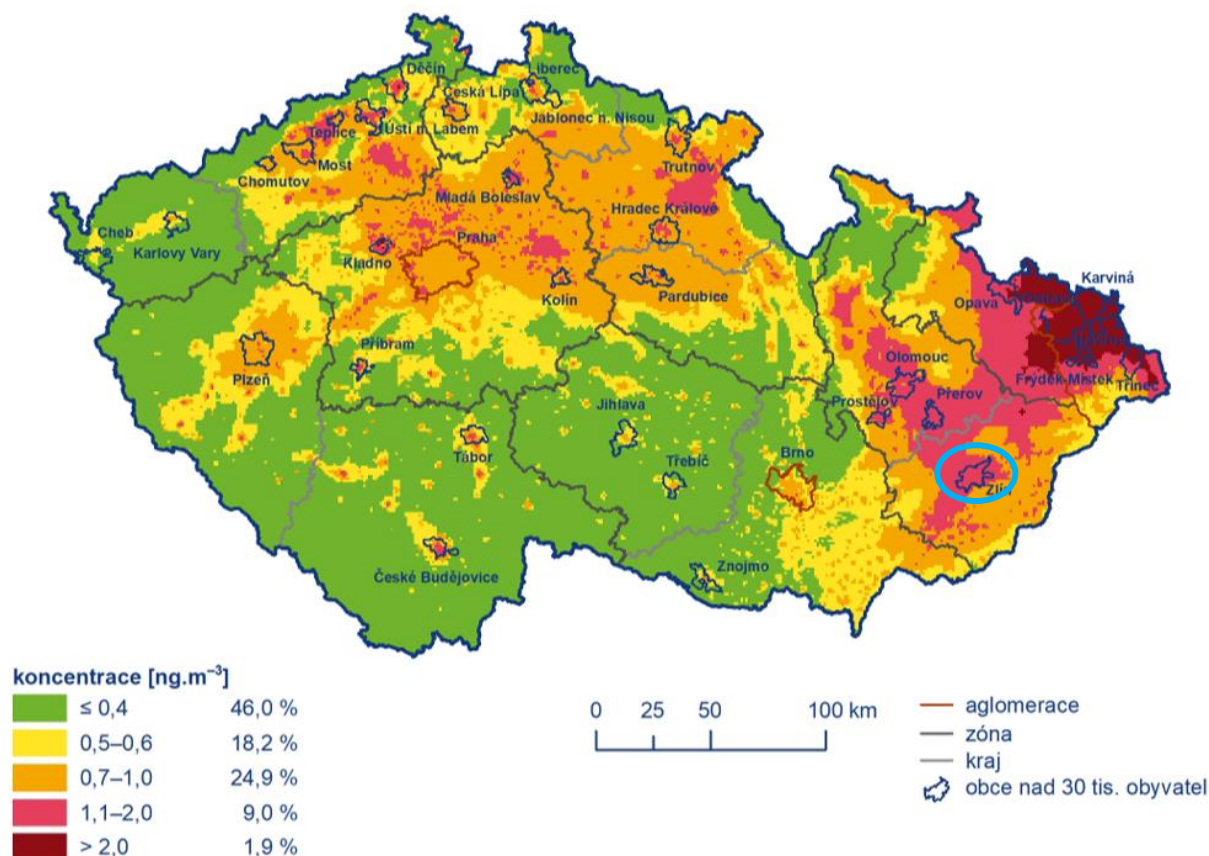 Děčín
Liberec
Česká Lípa
Jablonec n. Nisou
Teplice
Ústí n. Labem
Most
Chomutov
Trutnov
Mladá Boleslav
Hradec Králové
Cheb
Karlovy Vary
Praha
Kladno
Kolín
Pardubice
Karviná
Opava
Příbram
Plzeň
Olomouc
Frýdek-Místek
Třinec
Prostějov
Přerov
Jihlava
Tábor
Třebíč
Brno
Zlín
České Budějovice
Znojmo
koncentrace [ng.m⁻³]
≤ 0,4 46,0 %
0,5–0,6 18,2 %
0,7–1,0 24,9 %
1,1–2,0 9,0 %
> 2,0 1,9 %
0 25 50 100 km
aglomerace
zóna
kraj
obce nad 30 tis. obyvatel